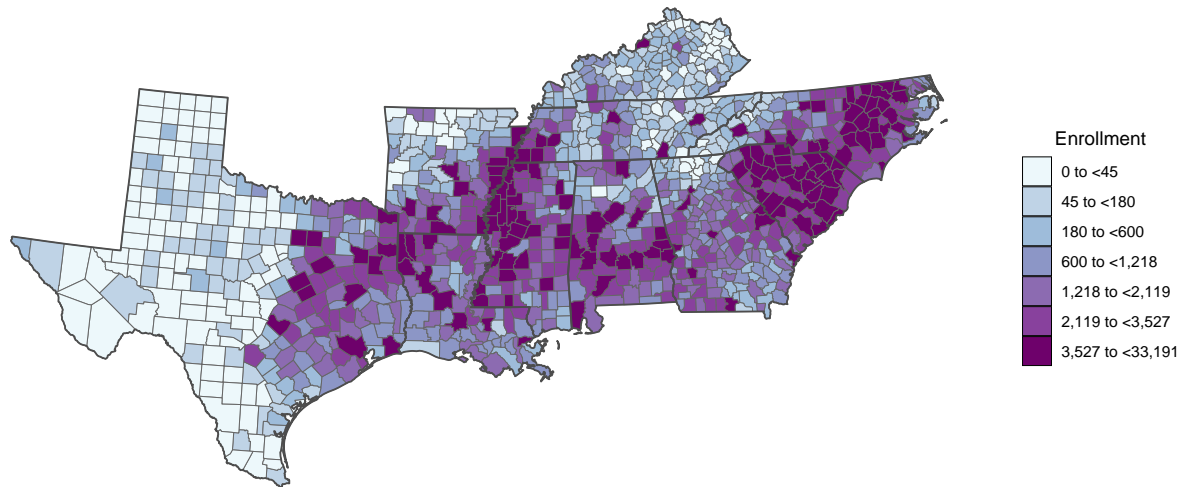 Enrollment
0 to <45
45 to <180
180 to <600
600 to <1,218
1,218 to <2,119
2,119 to <3,527
3,527 to <33,191